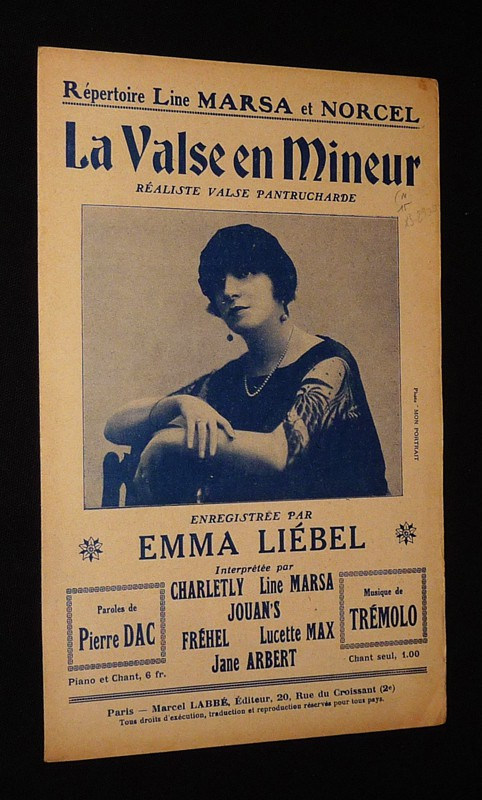 Répertoire Line MARSA et NORCEL
La Valse en Mineur
RÉALISTE VALSE PANTRUCHARDE
15
Photo "MON PORTRAIT
ENREGISTRÉE PAR
EMMA LIÉBEL
Interprétée par
CHARLETLY Line MARSA
JOUAN'S
FRÉHEL Lucette MAX
Jane ARBERT
Paroles de
Pierre DAC
Musique de
TRÉMOLO
Piano et Chant, 6 fr.
Chant seul, 1.00
Paris — Marcel LABBÉ, Éditeur, 20, Rue du Croissant (2e)
Tous droits d'exécution, traduction et reproduction réservés pour tous pays.